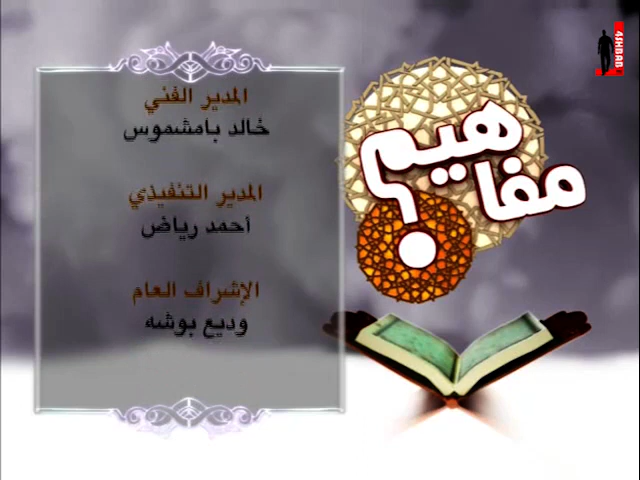 المدير الفني
خالد بامشموس
المدير التنفيذي
أحمد رياض
الإشراف العام
وديع بوشه
مفاهيم؟
4SHBAB